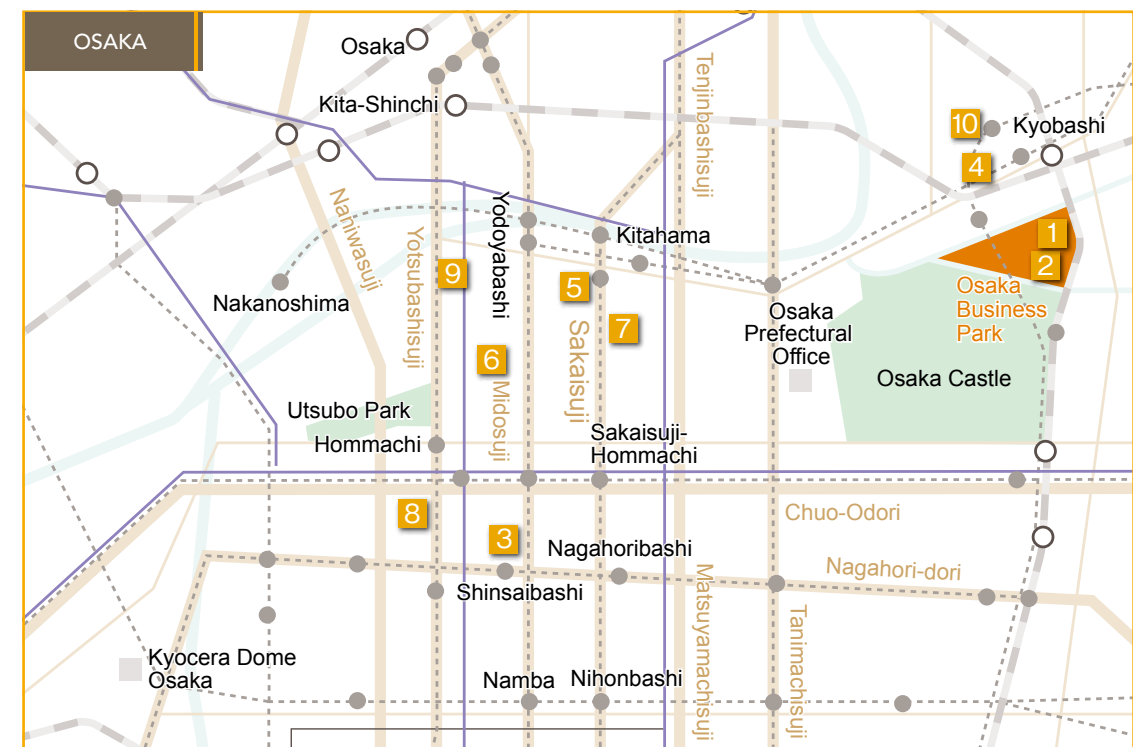 OSAKA
Osaka
Kita-Shinchi
Tenjinbashisuji
10
Kyobashi
4
Naniwasuji
Yotsubashisuji
Yodoyabashi
Kitahama
1
2
9
5
Nakanoshima
Osaka
Business
Park
Osaka
Prefectural
Office
Sakaisuji
7
6
Midosuji
Osaka Castle
Utsubo Park
Hommachi
Sakaisuji-
Hommachi
8
3
Chuo-Odori
Nagahoribashi
Nagahori-dori
Shinsaibashi
Matsuyamachisuji
Tanimachisuji
Kyocera Dome
Osaka
Namba
Nihonbashi